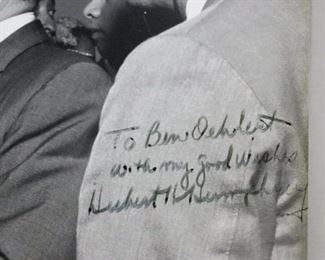 To Ben Oehlert
with my good wishes
Hubert H Humphrey